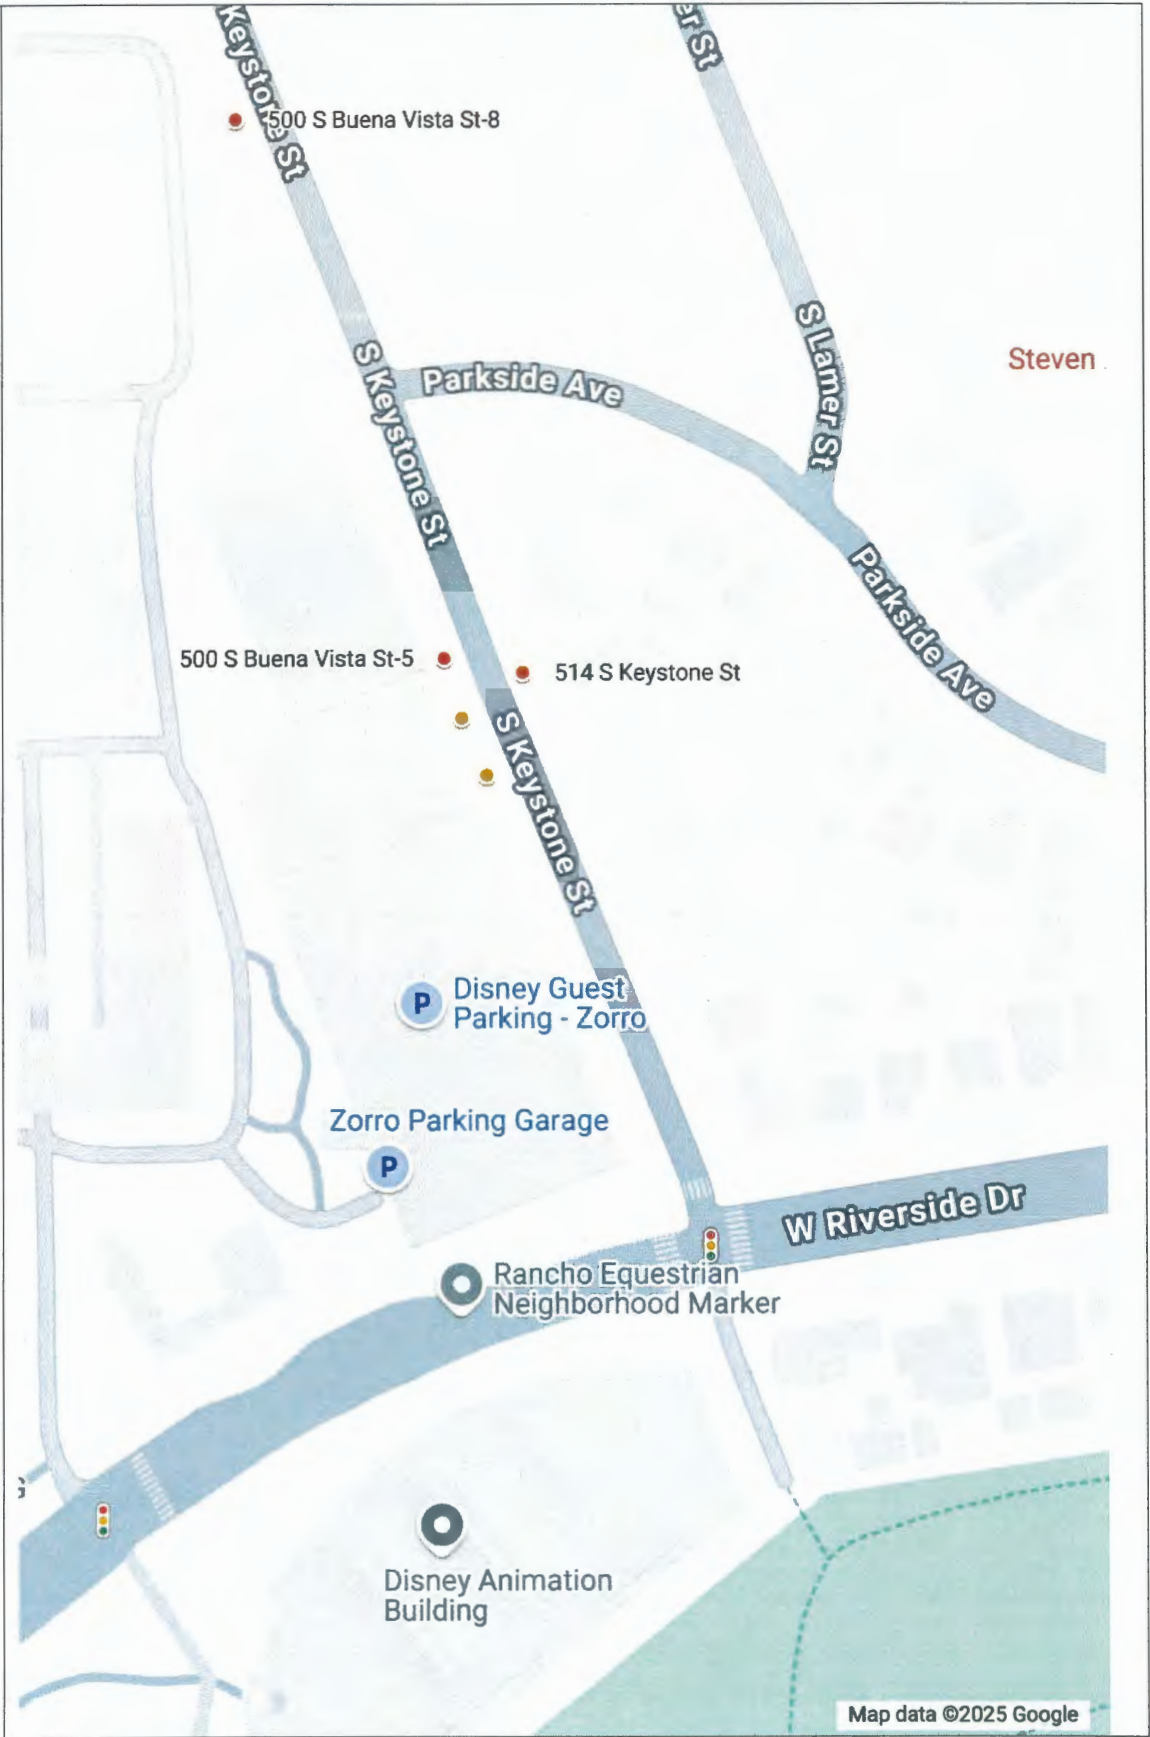 Keystone St
er St
500 S Buena Vista St-8
S Lamer St
Steven
S Keystone St
Parkside Ave
Parkside Ave
500 S Buena Vista St-5
514 S Keystone St
S Keystone St
P
Disney Guest
Parking - Zorro
Zorro Parking Garage
P
W Riverside Dr
Rancho Equestrian
Neighborhood Marker
Disney Animation
Building
Map data ©2025 Google